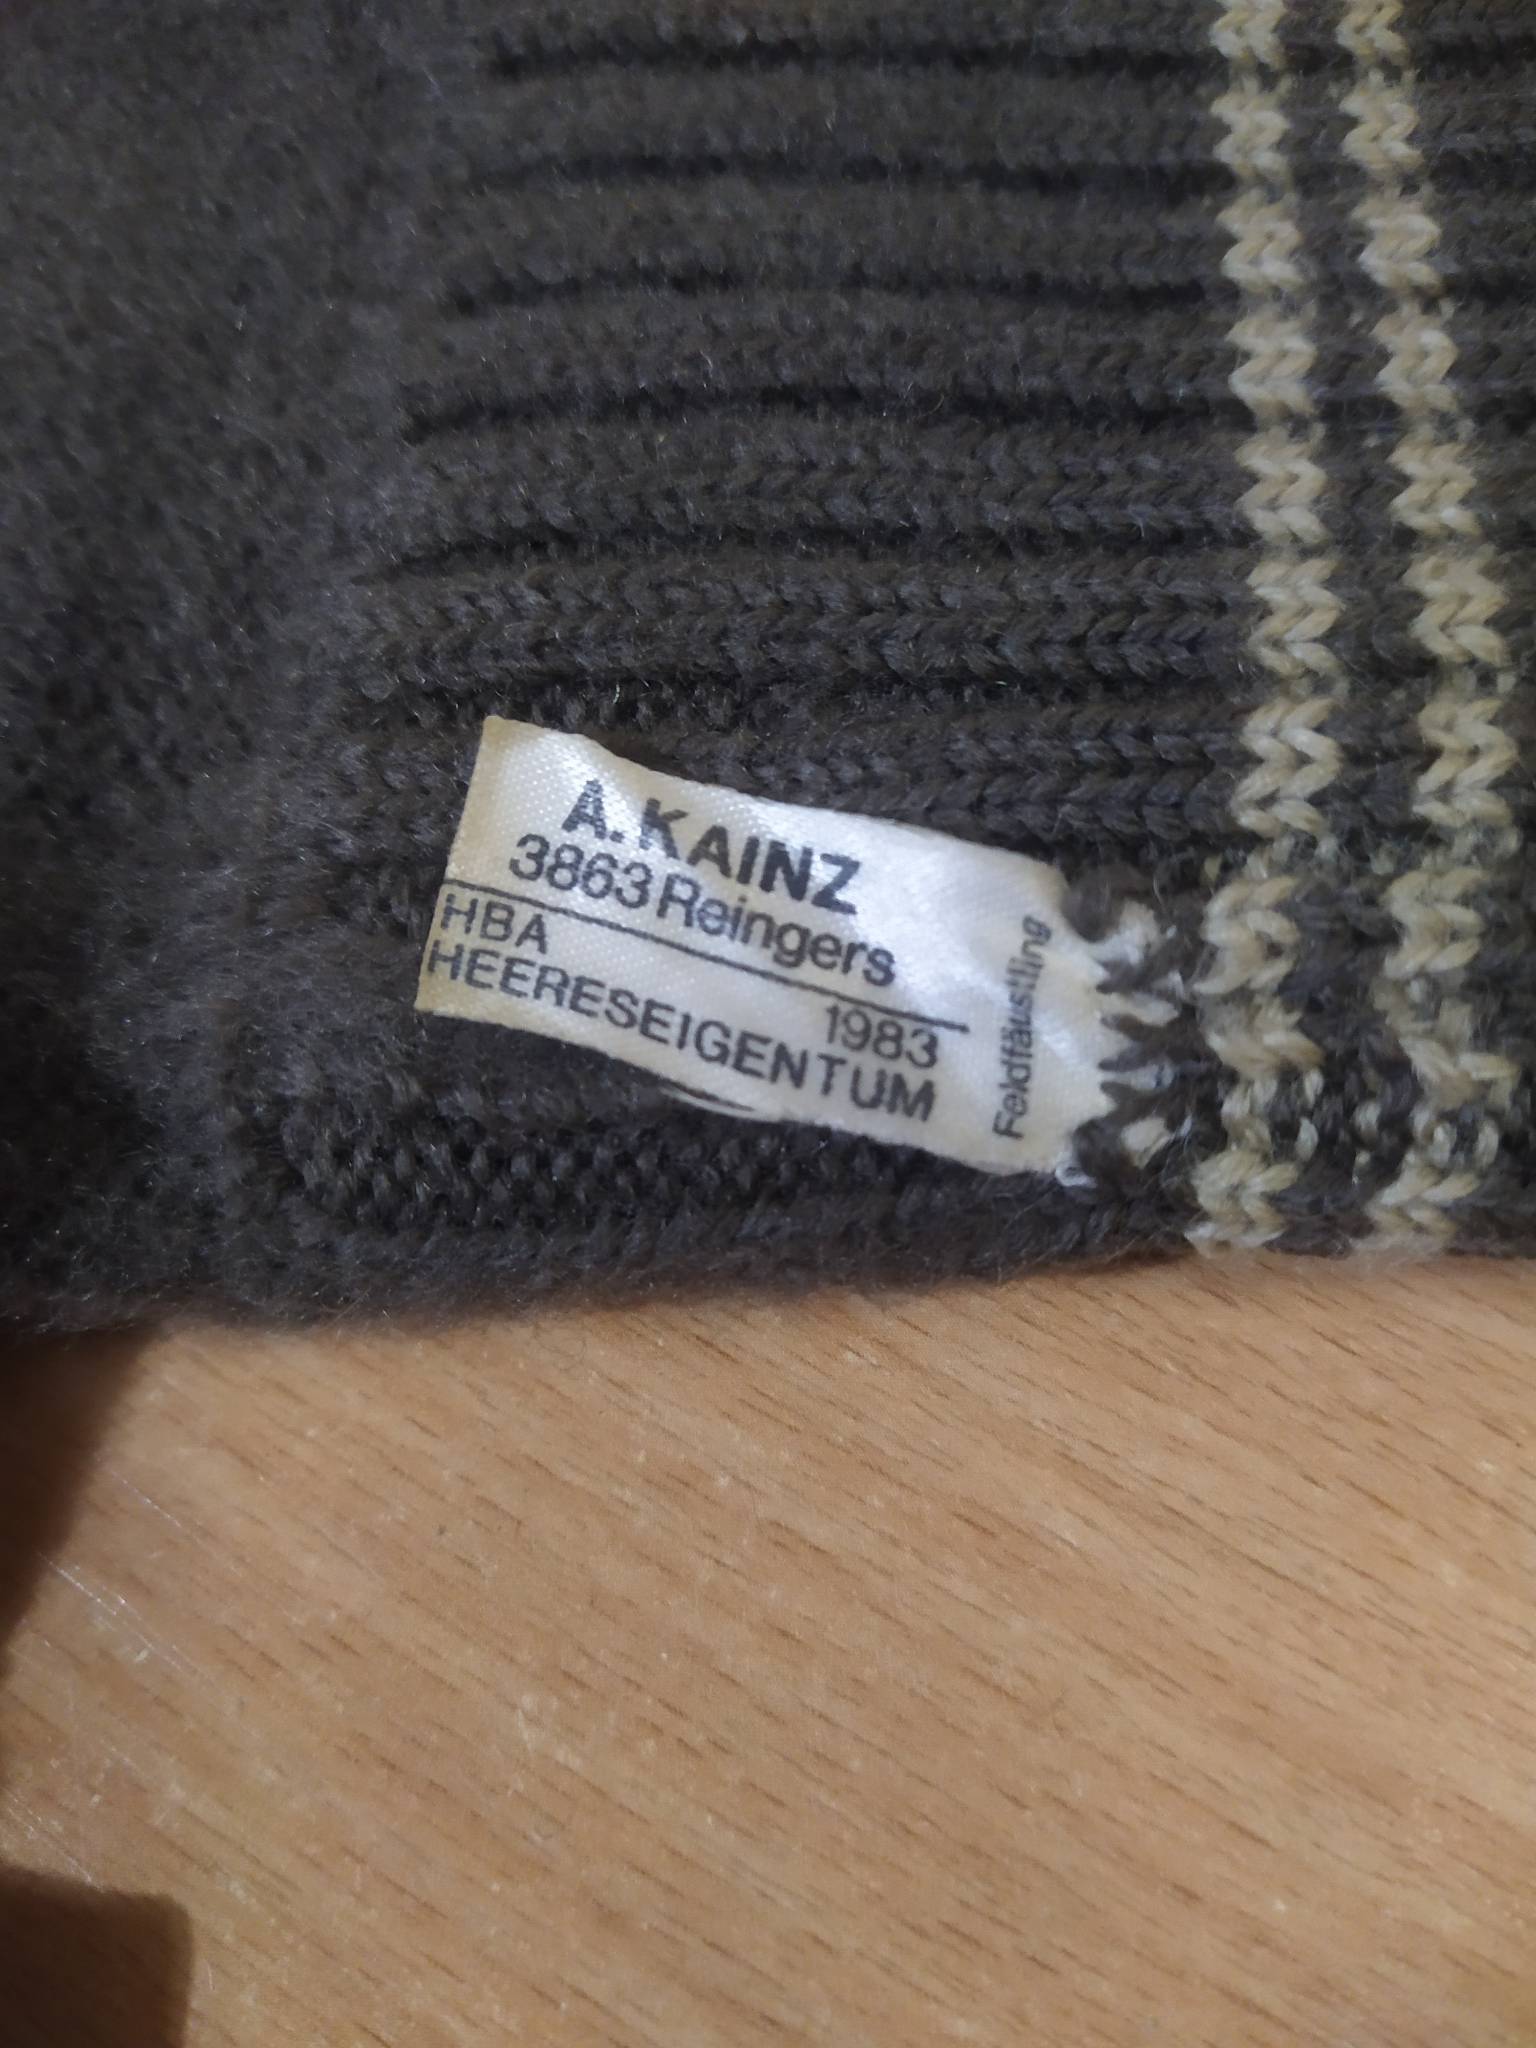 A. KAINZ
3863 Reingers
HBA 1983
HEERESEIGENTUM
Feldfäustling